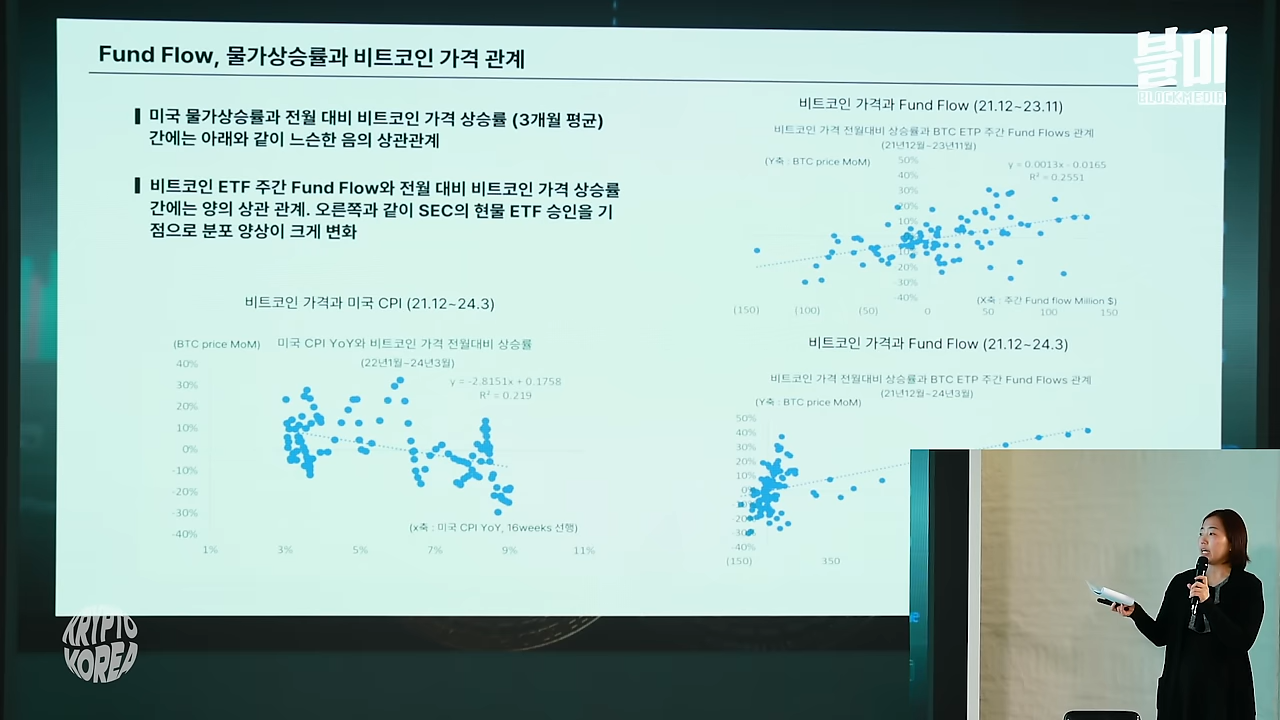 Fund Flow, 물가상승률과 비트코인 가격 관계
블미
BLOCKMEDIA
미국 물가상승률과 전월 대비 비트코인 가격 상승률 (3개월 평균)
간에는 아래와 같이 느슨한 음의 상관관계
비트코인 ETF 주간 Fund Flow와 전월 대비 비트코인 가격 상승률
간에는 양의 상관 관계. 오른쪽과 같이 SEC의 현물 ETF 승인을 기
점으로 분포 양상이 크게 변화
비트코인 가격과 Fund Flow (21.12~23.11)
비트코인 가격 전월대비 상승률과 BTC ETP 주간 Fund Flows 관계
(21년12월~23년11월)
(Y축 : BTC price MoM)
y = 0.0013x - 0.0165
R² = 0.2551
50%
40%
30%
20%
10%
10%
20%
-30%
-40%
(X축 : 주간 Fund flow Million $)
(150) (100) (50) 0 50 100 150
비트코인 가격과 미국 CPI (21.12~24.3)
(BTC price MoM) 미국 CPI YoY와 비트코인 가격 전월대비 상승률
(22년1월~24년3월)
y = -2.8151x + 0.1758
R² = 0.219
40%
30%
20%
10%
0%
-10%
-20%
-30%
-40%
(x축 : 미국 CPI YoY, 16weeks 선행)
1% 3% 5% 7% 9% 11%
비트코인 가격과 Fund Flow (21.12~24.3)
비트코인 가격 전월대비 상승률과 BTC ETP 주간 Fund Flows 관계
(21년12월~24년3월)
(Y축 : BTC price MoM)
50%
40%
30%
20%
10%
0%
-10%
-20%
-30%
-40%
(150) 350
KRYPTO
KOREA